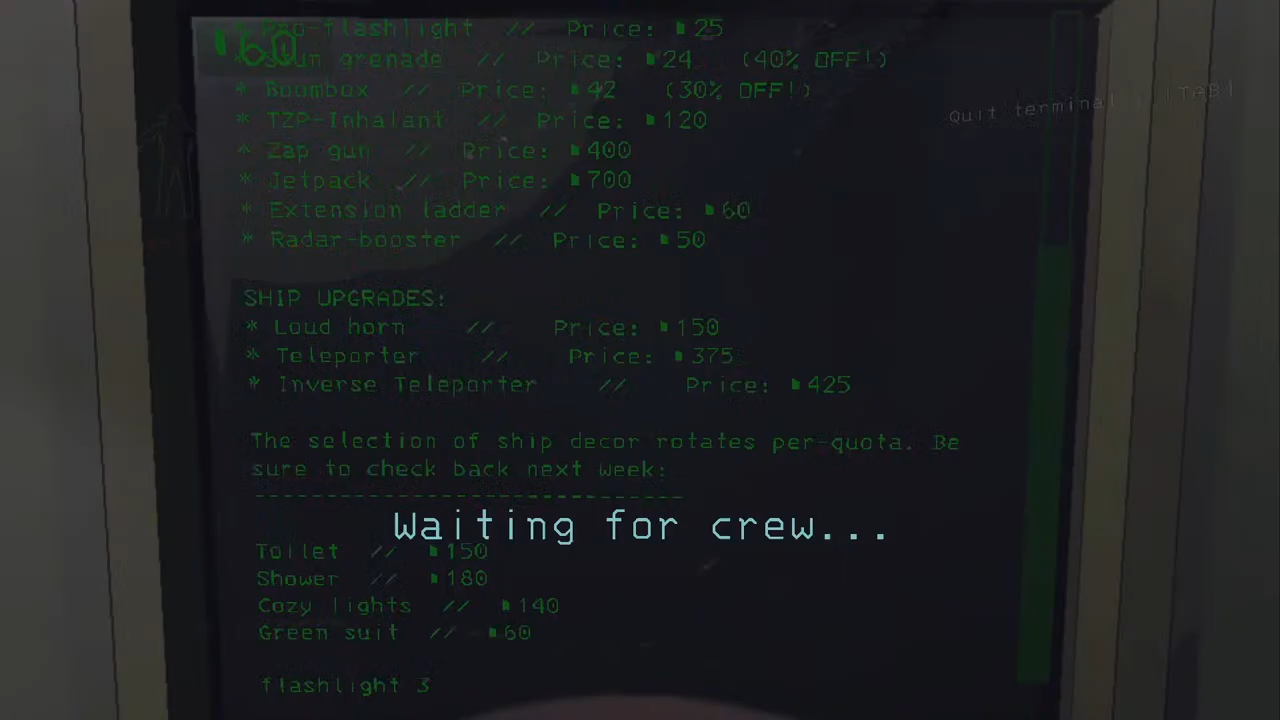 * Pro-flashlight // Price: ■25
■60
* Stun grenade // Price: ■24 (40% OFF!)
* Boombox // Price: ■42 (30% OFF!)
Quit terminal : [TAB]
* TZP-Inhalant // Price: ■120
* Zap gun // Price: ■400
* Jetpack // Price: ■700
* Extension ladder // Price: ■60
* Radar-booster // Price: ■50
SHIP UPGRADES:
* Loud horn // Price: ■150
* Teleporter // Price: ■375
* Inverse Teleporter // Price: ■425
The selection of ship decor rotates per-quota. Be
sure to check back next week:
------------------------------
Waiting for crew...
Toilet // ■150
Shower // ■180
Cozy lights // ■140
Green suit // ■60
flashlight 3